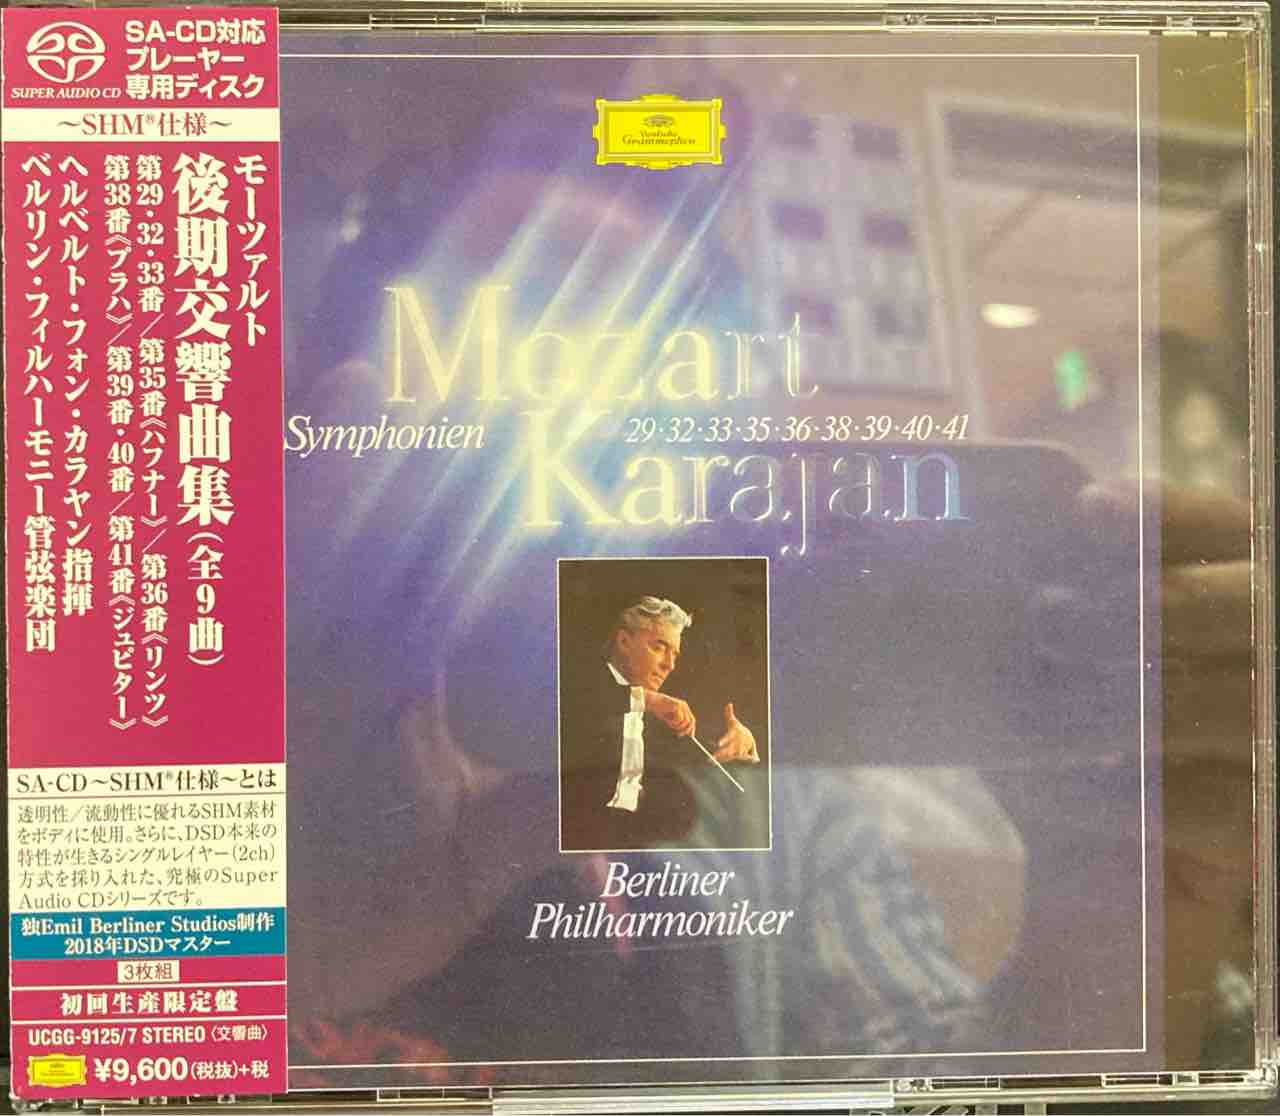 SUPER AUDIO CD
SA-CD対応
プレーヤー
専用ディスク
〜SHM®仕様〜
モーツァルト
後期交響曲集(全9曲)
第29・32・33番／第35番《ハフナー》／第36番《リンツ》
第38番《プラハ》／第39番・40番／第41番《ジュピター》
ヘルベルト・フォン・カラヤン指揮
ベルリン・フィルハーモニー管弦楽団
SA-CD〜SHM®仕様〜とは
透明性／流動性に優れるSHM素材
をボディに使用。さらに、DSD本来の
特性が生きるシングルレイヤー(2ch)
方式を採り入れた、究極のSuper
Audio CDシリーズです。
独Emil Berliner Studios制作
2018年DSDマスター
3枚組
初回生産限定盤
UCGG-9125/7 STEREO〈交響曲〉
¥9,600(税抜)+税
Deutsche
Grammophon
Mozart
Symphonien 29·32·33·35·36·38·39·40·41
Karajan
Berliner
Philharmoniker